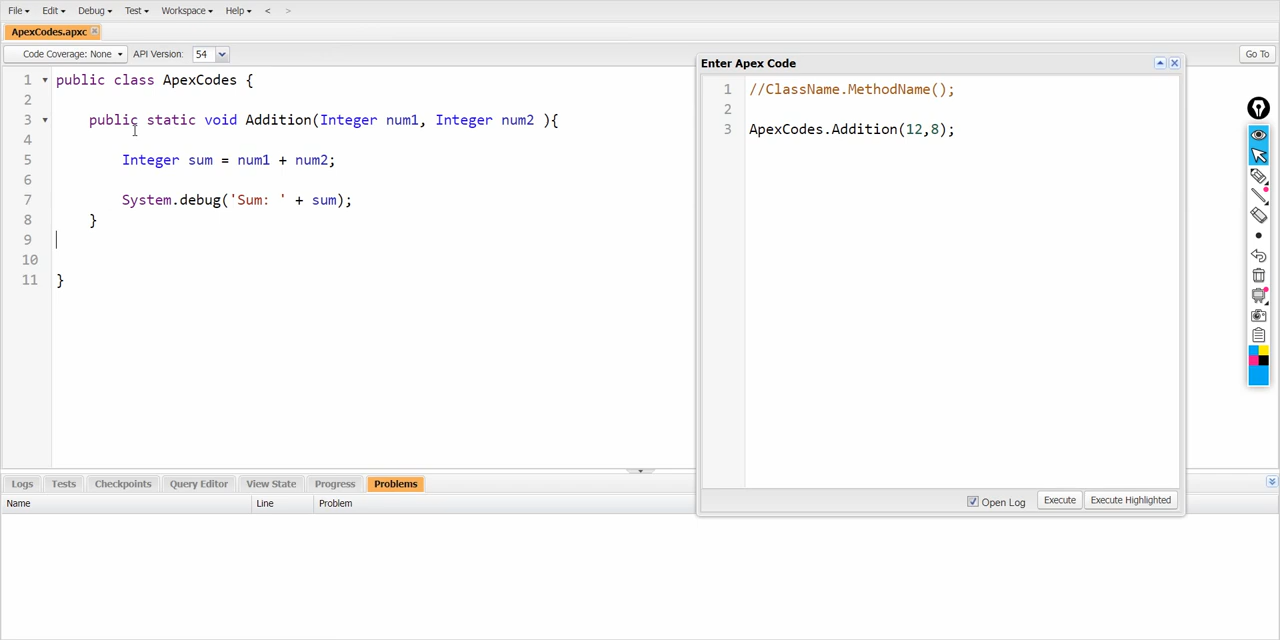 File Edit Debug Test Workspace Help < >
ApexCodes.apxc
Code Coverage: None API Version: 54 Go To
1 public class ApexCodes {
2
3 public static void Addition(Integer num1, Integer num2 ){
4
5 Integer sum = num1 + num2;
6
7 System.debug('Sum: ' + sum);
8 }
9
10
11 }
Enter Apex Code
1 //ClassName.MethodName();
2
3 ApexCodes.Addition(12,8);
Open Log Execute Execute Highlighted
Logs Tests Checkpoints Query Editor View State Progress Problems
Name Line Problem